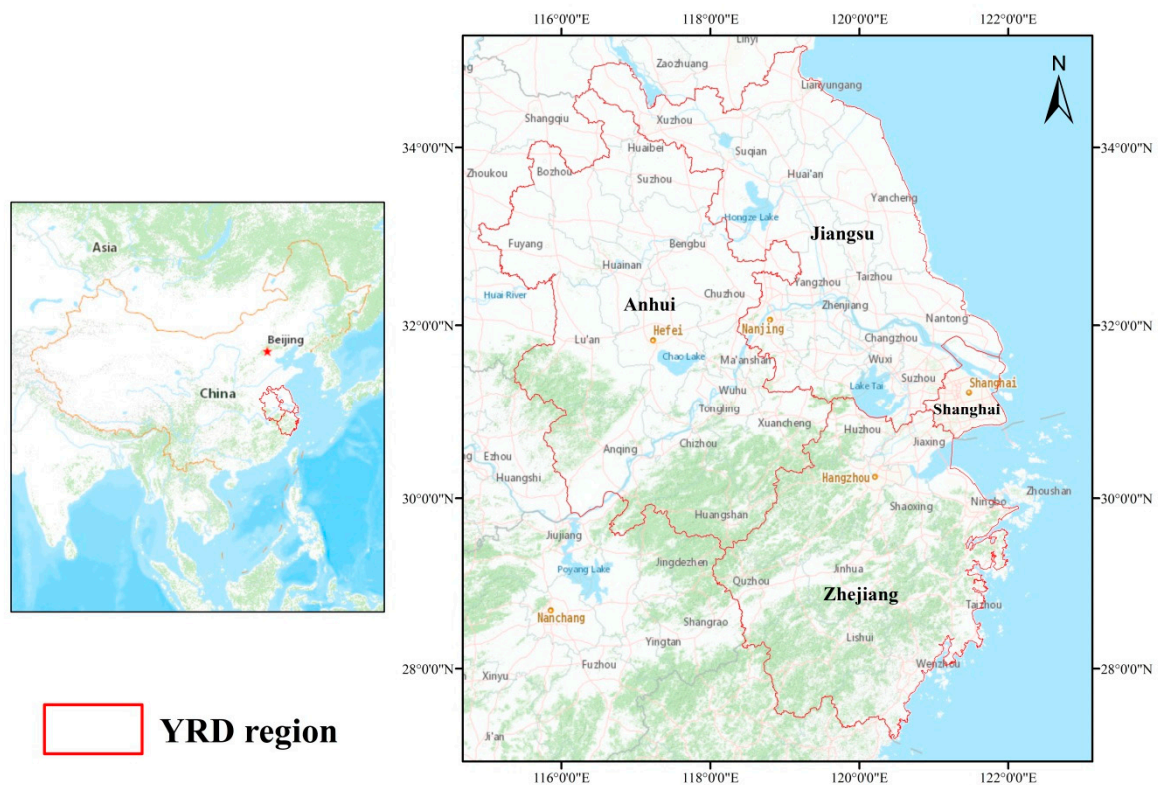 116°0'0"E 118°0'0"E 120°0'0"E 122°0'0"E
Linyi
Zaozhuang
Lianyungang
N
Shangqiu
Xuzhou
34°0'0"N
34°0'0"N
Huaibei
Suqian
Zhoukou
Bozhou
Suzhou
Huai'an
Yancheng
Hongze Lake
Jiangsu
Fuyang
Bengbu
Huainan
Taizhou
Yangzhou
Huai River
Chuzhou
Anhui
Zhenjiang
Nantong
32°0'0"N
32°0'0"N
Hefei
Nanjing
Lu'an
Changzhou
Chao Lake
Ma'anshan
Wuxi
Wuhu
Lake Tai
Suzhou
Shanghai
Tongling
Shanghai
Xuancheng
Huzhou
Chizhou
Jiaxing
Anqing
Ezhou
Huangshi
Hangzhou
Zhoushan
30°0'0"N
30°0'0"N
Ningbo
Shaoxing
Huangshan
Jiujiang
Jingdezhen
Poyang Lake
Jinhua
Quzhou
Zhejiang
Taizhou
Nanchang
Shangrao
Lishui
Yingtan
Wenzhou
Fuzhou
28°0'0"N
28°0'0"N
Xinyu
Ji'an
116°0'0"E 118°0'0"E 120°0'0"E 122°0'0"E
Asia
Beijing
China
YRD region